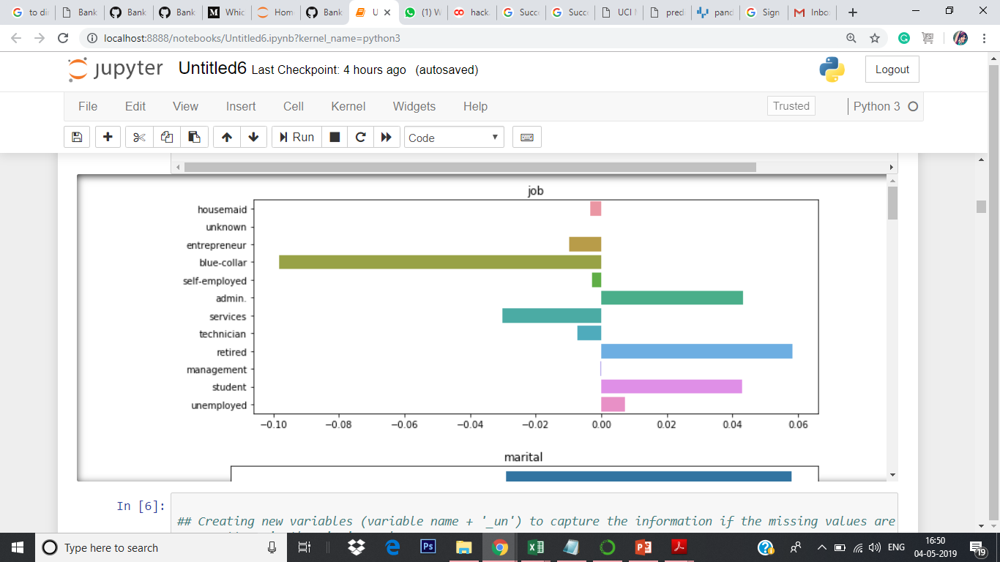 to di Bank Bank Bank Whic Hom Bank U (1) W hack. Succe Succe UCI pred pand Sign Inbo
localhost:8888/notebooks/Untitled6.ipynb?kernel_name=python3
jupyter Untitled6 Last Checkpoint: 4 hours ago (autosaved) Logout
File Edit View Insert Cell Kernel Widgets Help Trusted Python 3
Run Code
job
housemaid
unknown
entrepreneur
blue-collar
self-employed
admin.
services
technician
retired
management
student
unemployed
−0.10 −0.08 −0.06 −0.04 −0.02 0.00 0.02 0.04 0.06
marital
In [6]:
## Creating new variables (variable name + '_un') to capture the information if the missing values are
Type here to search ENG 16:50
04-05-2019 19